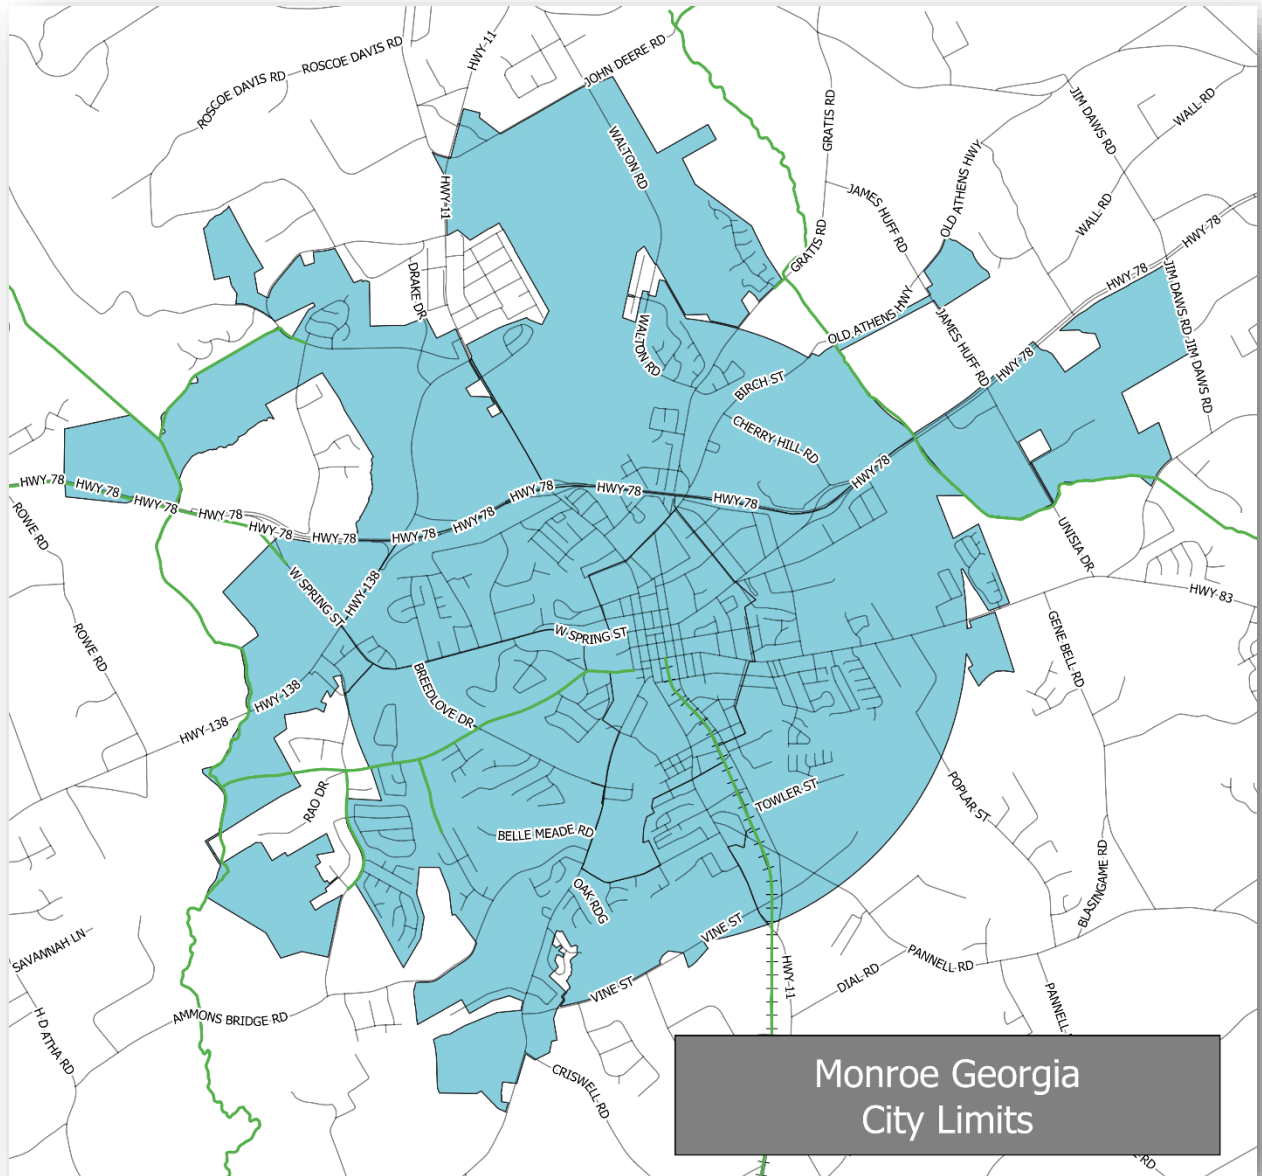 ROSCOE DAVIS RD
ROSCOE DAVIS RD
HWY-11
JOHN DEERE RD
GRATIS RD
JIM DAWS RD
WALL RD
WALTON RD
HWY-11
JAMES HUFF RD
OLD ATHENS HWY
WALL RD
GRATIS RD
HWY-78
HWY-78
DRAKE DR
OLD ATHENS HWY
JIM DAWS RD
JAMES HUFF RD
WALTON RD
HWY-78
JIM DAWS RD
BIRCH ST
CHERRY HILL RD
HWY-78
HWY 78
HWY 78
HWY 78
HWY 78
HWY 78
HWY 78
HWY 78
HWY 78
HWY 78
HWY 78
HWY 78
ROWE RD
UNISIA DR
W SPRING ST
HWY-138
HWY-83
ROWE RD
W SPRING ST
GENE BELL RD
BREEDLOVE DR
HWY-138
HWY-138
RAO DR
TOWLER ST
POPLAR ST
BELLE MEADE RD
OAK RDG
BLASINGAME RD
VINE ST
SAVANNAH LN
PANNELL RD
HWY-11
DIAL RD
VINE ST
PANNELL
AMMONS BRIDGE RD
H D ATHA RD
CRISWELL RD
Monroe Georgia
City Limits
RD